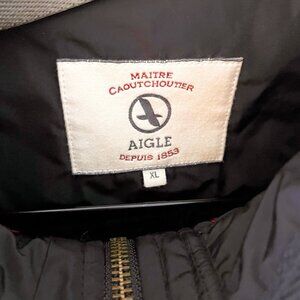 MAITRE
CAOUTCHOUTIER
AIGLE
DEPUIS 1853
XL